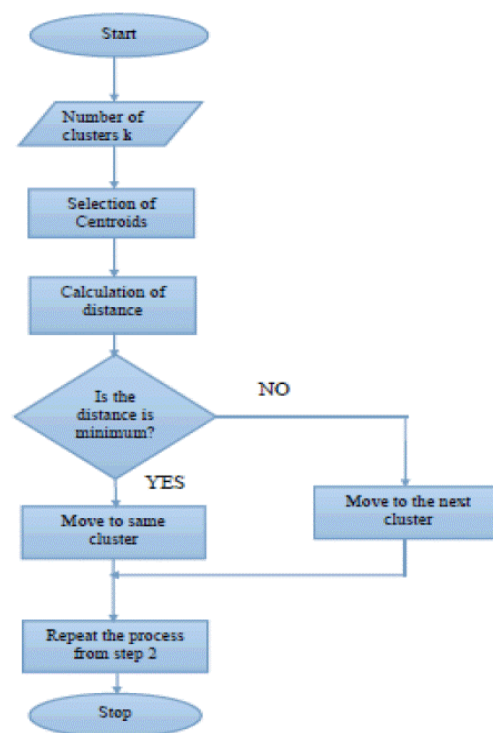 Start
Number of
clusters k
Selection of
Centroids
Calculation of
distance
Is the
distance is
minimum?
NO
YES
Move to same
cluster
Move to the next
cluster
Repeat the process
from step 2
Stop